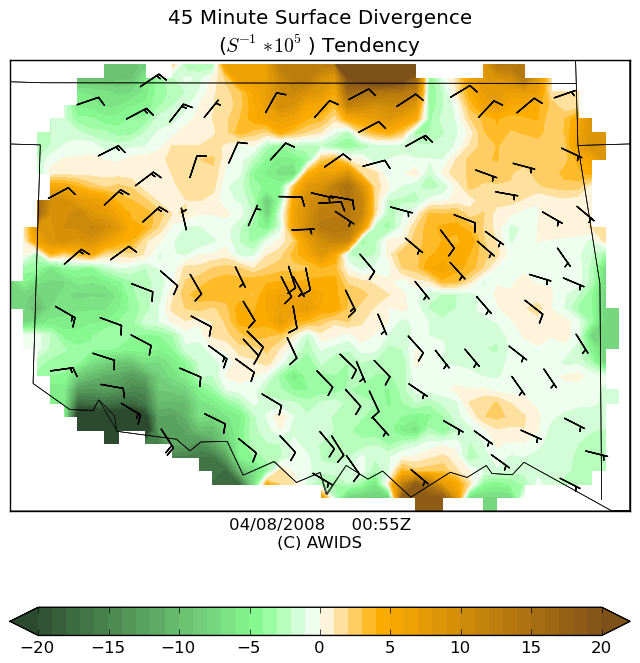 45 Minute Surface Divergence
(S⁻¹ *10⁵ ) Tendency
04/08/2008 00:55Z
(C) AWIDS
−20 −15 −10 −5 0 5 10 15 20